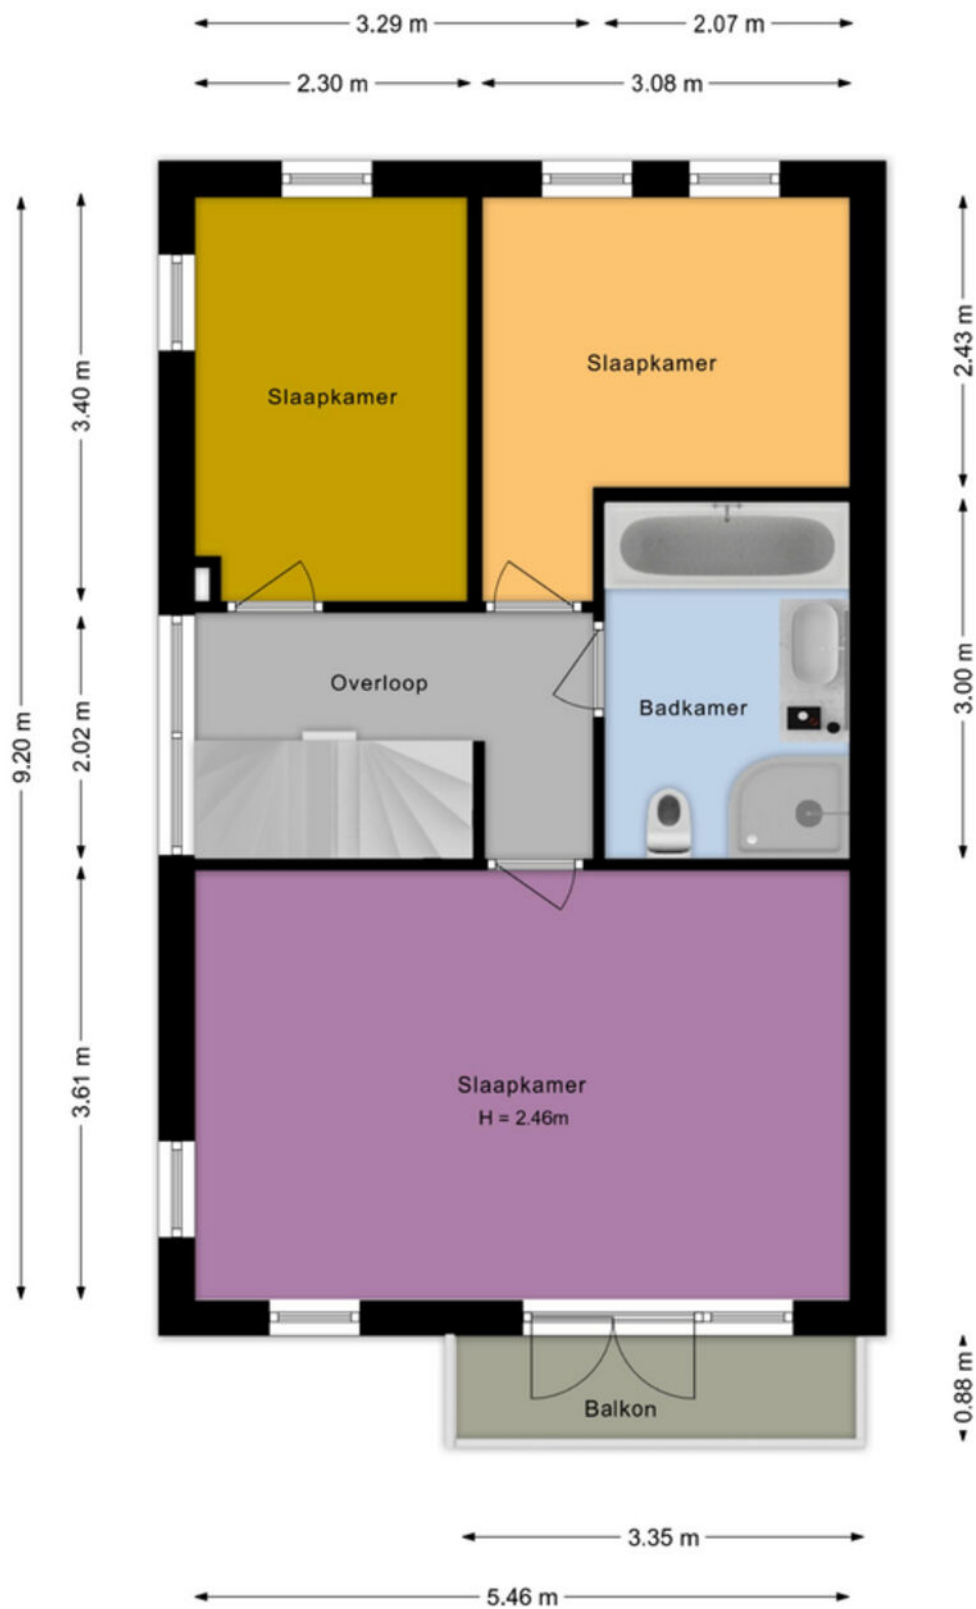 3.29 m
2.07 m
2.30 m
3.08 m
2.43 m
3.40 m
Slaapkamer
Slaapkamer
3.00 m
Overloop
Badkamer
2.02 m
9.20 m
3.61 m
Slaapkamer
H = 2.46m
0.88 m
Balkon
3.35 m
5.46 m